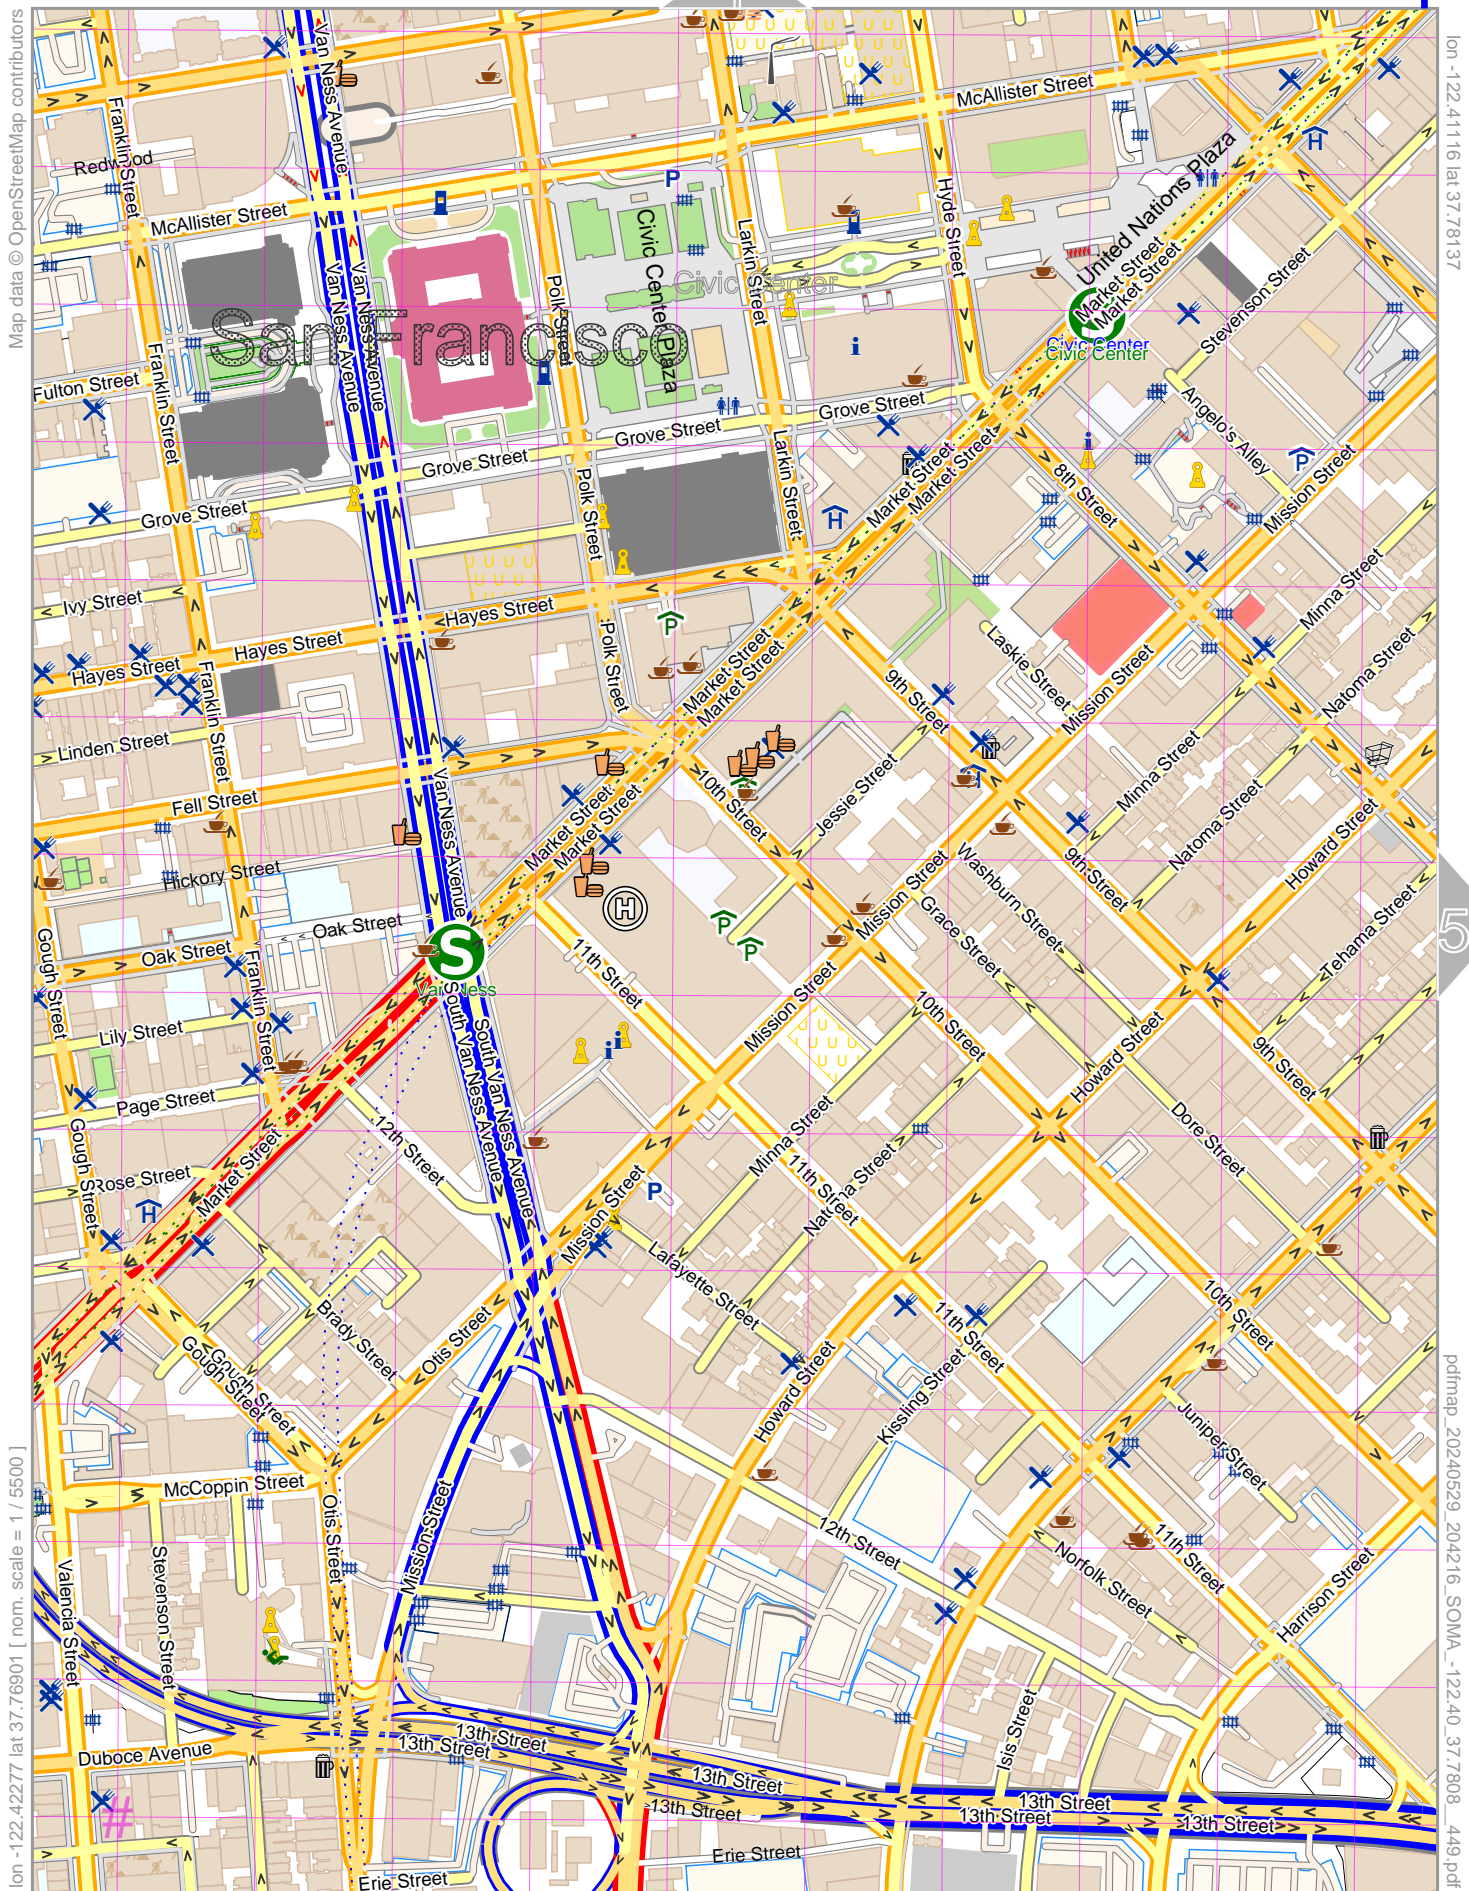 Map data © OpenStreetMap contributors
lon -122.41116 lat 37.78137
Van Ness Avenue
McAllister Street
Franklin Street
Redwood
McAllister Street
United Nations Plaza
Hyde Street
Larkin Street
Civic Center Plaza
Civic Center
Market Street
Market Street
Stevenson Street
Van Ness Avenue
Van Ness Avenue
Polk Street
San Francisco
Civic Center
Civic Center
Van Ness Avenue
Van Ness Avenue
Fulton Street
Franklin Street
Grove Street
Grove Street
Grove Street
Grove Street
Angelo's Alley
Larkin Street
Market Street
Market Street
8th Street
Mission Street
Polk Street
Ivy Street
Hayes Street
Hayes Street
Hayes Street
Minna Street
Laskie Street
Natoma Street
Polk Street
Market Street
Market Street
9th Street
Mission Street
Franklin Street
Linden Street
Fell Street
Van Ness Avenue
10th Street
Jessie Street
Minna Street
Natoma Street
Howard Street
Market Street
Market Street
Hickory Street
Washburn Street
9th Street
Mission Street
Grace Street
Oak Street
Oak Street
Gough Street
Franklin Street
S
H
11th Street
Tehama Street
5
Van Ness
South Van Ness Avenue
South Van Ness Avenue
Mission Street
10th Street
Howard Street
9th Street
Lily Street
Page Street
12th Street
Minna Street
11th Street
Natoma Street
Dore Street
Gough Street
Rose Street
Market Street
Mission Street
Lafayette Street
Brady Street
Otis Street
Gough Street
Gough Street
Howard Street
Kissling Street
11th Street
10th Street
McCoppin Street
Otis Street
Mission Street
Juniper Street
12th Street
Norfolk Street
11th Street
Harrison Street
Valencia Street
Stevenson Street
Isis Street
Duboce Avenue
13th Street
13th Street
13th Street
13th Street
13th Street
13th Street
13th Street
Erie Street
Erie Street
#
lon -122.42277 lat 37.76901 [ nom. scale = 1 / 5500 ]
pdfmap_20240529_204216_SOMA_-122.40_37.7808__449.pdf